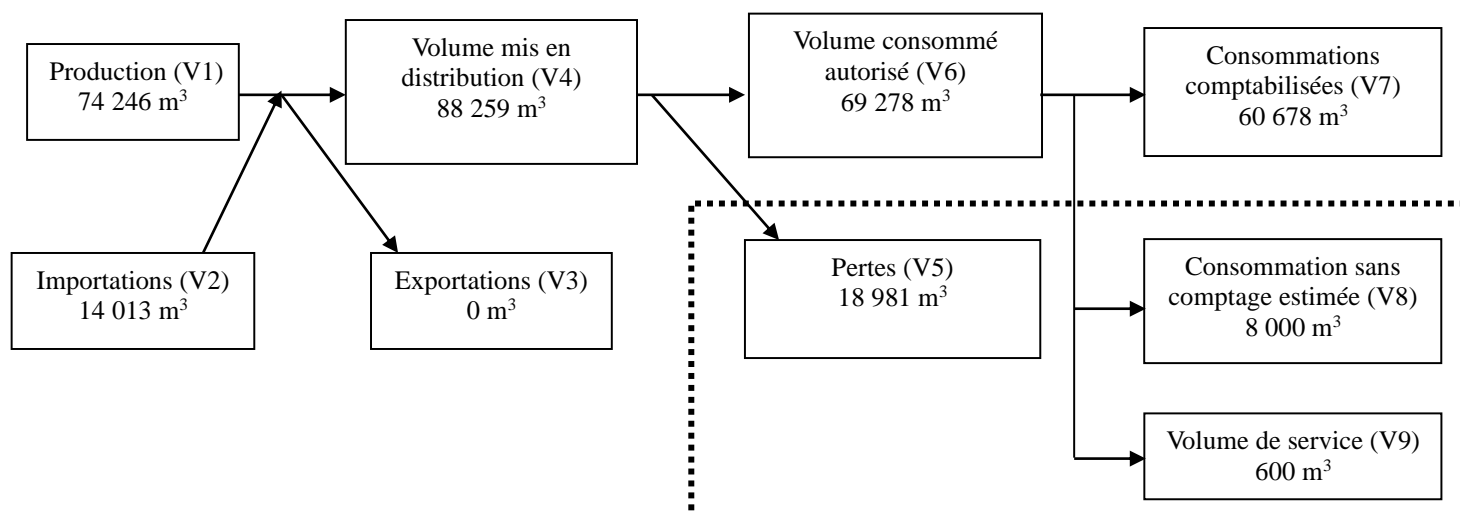 Production (V1)
74 246 m³
Volume mis en
distribution (V4)
88 259 m³
Volume consommé
autorisé (V6)
69 278 m³
Consommations
comptabilisées (V7)
60 678 m³
Importations (V2)
14 013 m³
Exportations (V3)
0 m³
Pertes (V5)
18 981 m³
Consommation sans
comptage estimée (V8)
8 000 m³
Volume de service (V9)
600 m³